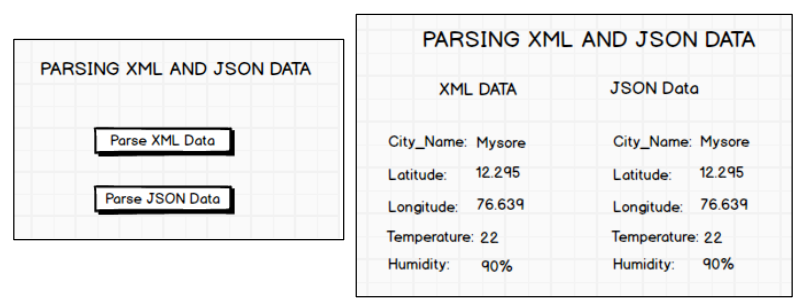 PARSING XML AND JSON DATA
Parse XML Data
Parse JSON Data
PARSING XML AND JSON DATA
XML DATA
City_Name: Mysore
Latitude: 12.295
Longitude: 76.639
Temperature: 22
Humidity: 90%
JSON Data
City_Name: Mysore
Latitude: 12.295
Longitude: 76.639
Temperature: 22
Humidity: 90%